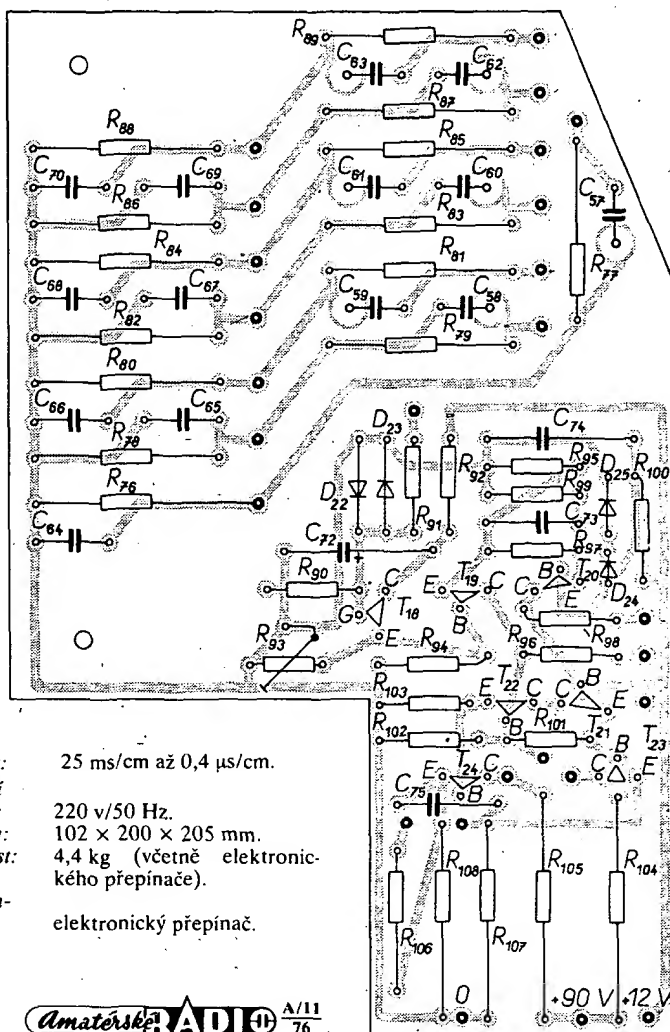 R89
C63
C62
R88
R87
R85
C70
C69
R86
C61
C60
C57
R84
R83
R81
R77
C68
C67
R82
C59
C58
R80
R79
C66
C65
R78
R76
C64
D23
C74
R92
R95
D25
R100
R99
D22
R91
C73
C72
R97
R90
C
T19
B
T20
D24
G
T18
E
C
C
E
E
B
R93
R94
R96
R98
R103
E
T22
C
C
B
E
R102
B
R101
T21
T23
T24
B
E
C
C
E
C75
B
R108
R105
R104
R106
R107
0
+90 V
+12 V
: 25 ms/cm až 0,4 µs/cm.
: 220 v/50 Hz.
: 102 × 200 × 205 mm.
st: 4,4 kg (včetně elektronic-
kého přepínače).
elektronický přepínač.
Amatérské RADIO A/11 76